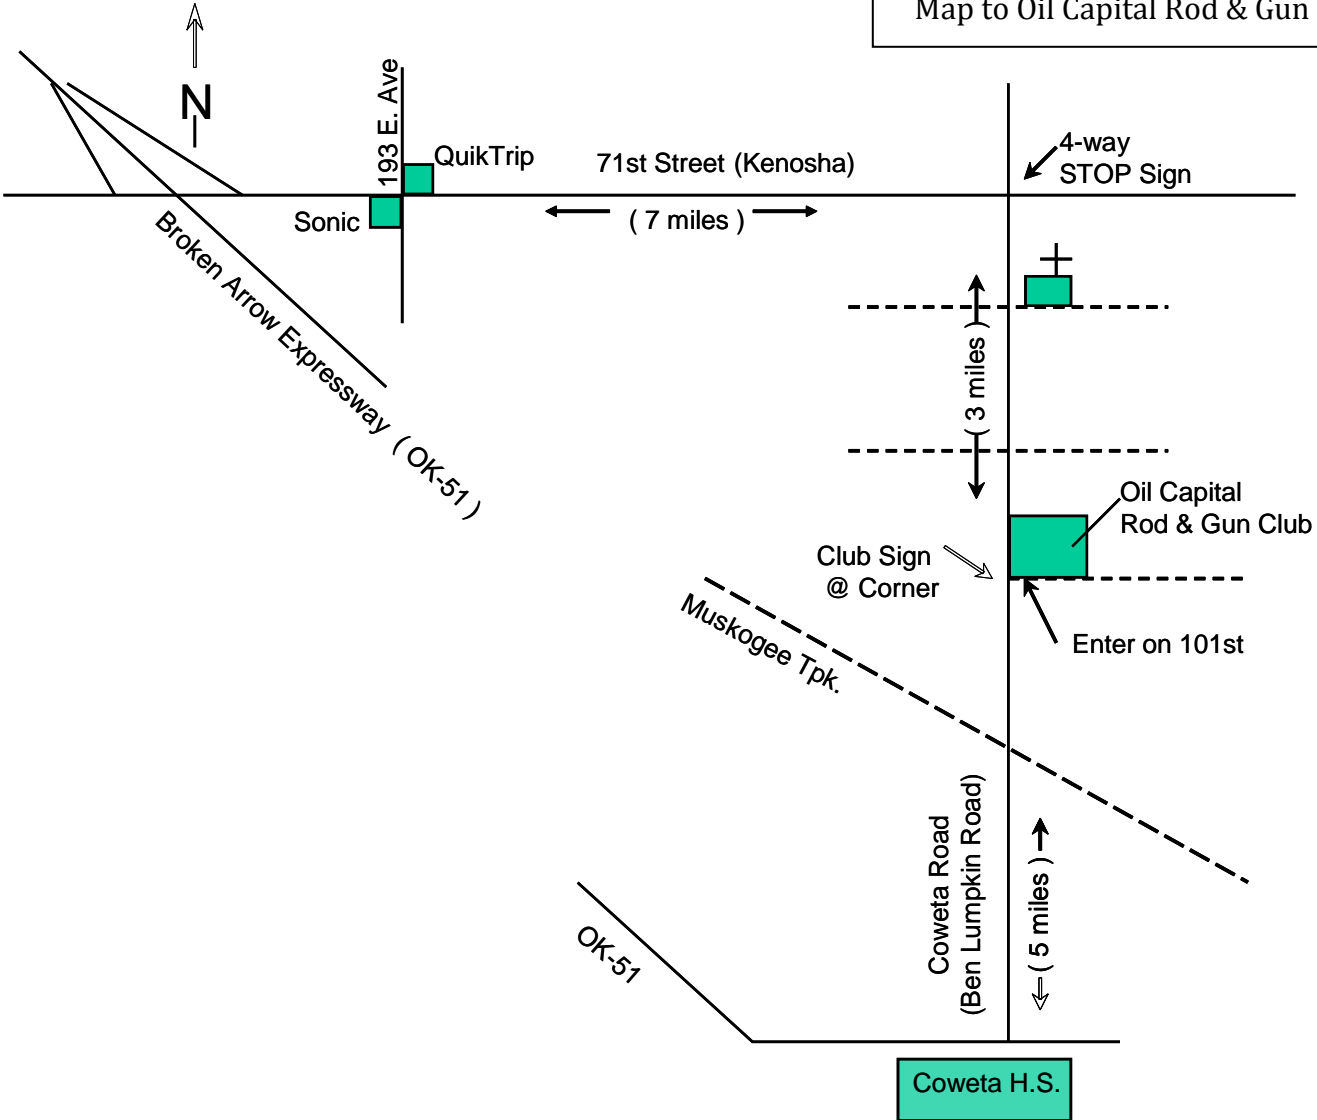 Map to Oil Capital Rod & Gun
N
193 E. Ave
QuikTrip
71st Street (Kenosha)
4-way
STOP Sign
Sonic
( 7 miles )
Broken Arrow Expressway ( OK-51 )
( 3 miles )
Oil Capital
Rod & Gun Club
Club Sign
@ Corner
Muskogee Tpk.
Enter on 101st
Coweta Road
(Ben Lumpkin Road)
( 5 miles )
OK-51
Coweta H.S.